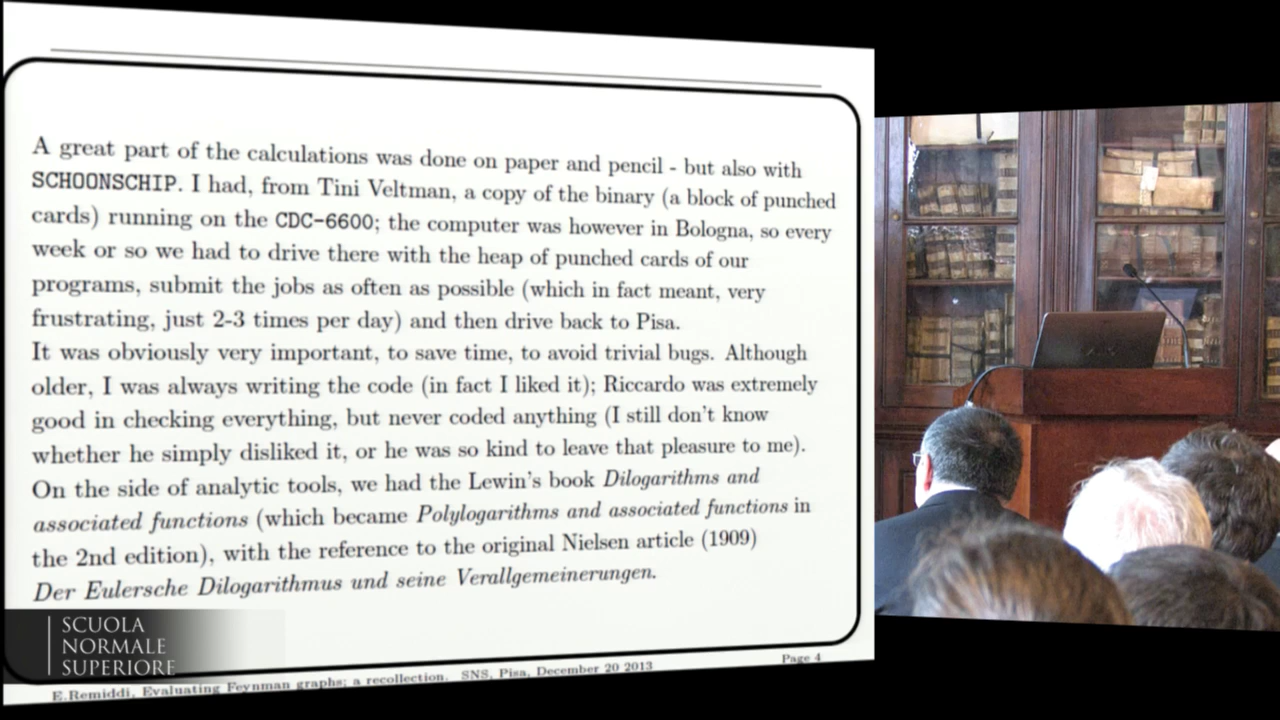 A great part of the calculations was done on paper and pencil - but also with
SCHOONSCHIP. I had, from Tini Veltman, a copy of the binary (a block of punched
cards) running on the CDC-6600; the computer was however in Bologna, so every
week or so we had to drive there with the heap of punched cards of our
programs, submit the jobs as often as possible (which in fact meant, very
frustrating, just 2-3 times per day) and then drive back to Pisa.
It was obviously very important, to save time, to avoid trivial bugs. Although
older, I was always writing the code (in fact I liked it); Riccardo was extremely
good in checking everything, but never coded anything (I still don't know
whether he simply disliked it, or he was so kind to leave that pleasure to me).
On the side of analytic tools, we had the Lewin's book Dilogarithms and
associated functions (which became Polylogarithms and associated functions in
the 2nd edition), with the reference to the original Nielsen article (1909)
Der Eulersche Dilogarithmus und seine Verallgemeinerungen.
SCUOLA
NORMALE
SUPERIORE
E.Remiddi, Evaluating Feynman graphs; a recollection. SNS, Pisa, December 20 2013
Page 4